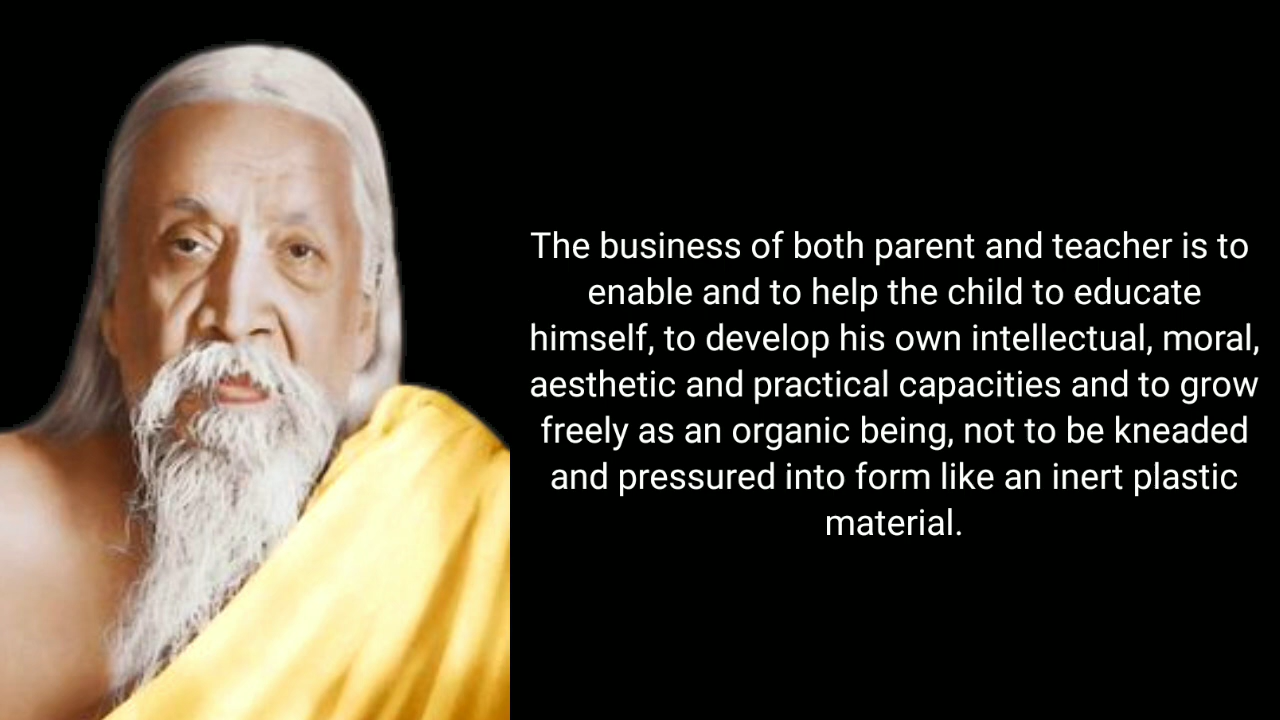 The business of both parent and teacher is to
enable and to help the child to educate
himself, to develop his own intellectual, moral,
aesthetic and practical capacities and to grow
freely as an organic being, not to be kneaded
and pressured into form like an inert plastic
material.